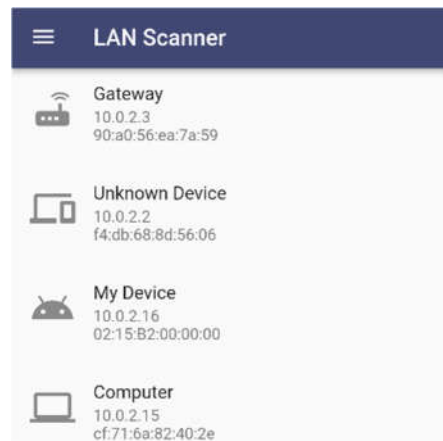 LAN Scanner
Gateway
10.0.2.3
90:a0:56:ea:7a:59
Unknown Device
10.0.2.2
f4:db:68:8d:56:06
My Device
10.0.2.16
02:15:B2:00:00:00
Computer
10.0.2.15
cf:71:6a:82:40:2e